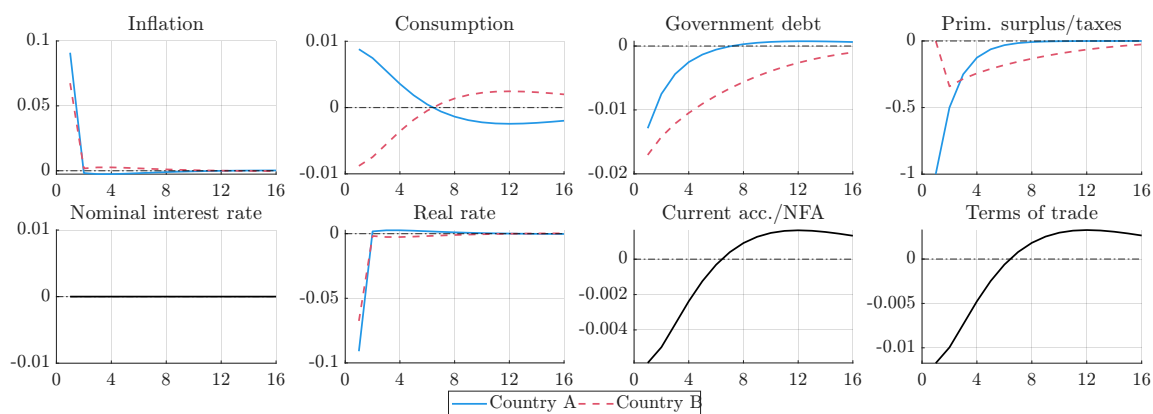 Inflation
Consumption
Government debt
Prim. surplus/taxes
0.1
0.05
0
0 4 8 12 16
0.01
0
-0.01
0 4 8 12 16
0
-0.01
-0.02
0 4 8 12 16
0
-0.5
-1
0 4 8 12 16
Nominal interest rate
Real rate
Current acc./NFA
Terms of trade
0.01
0
-0.01
0 4 8 12 16
0
-0.05
-0.1
0 4 8 12 16
0
-0.002
-0.004
0 4 8 12 16
0
-0.005
-0.01
0 4 8 12 16
Country A Country B